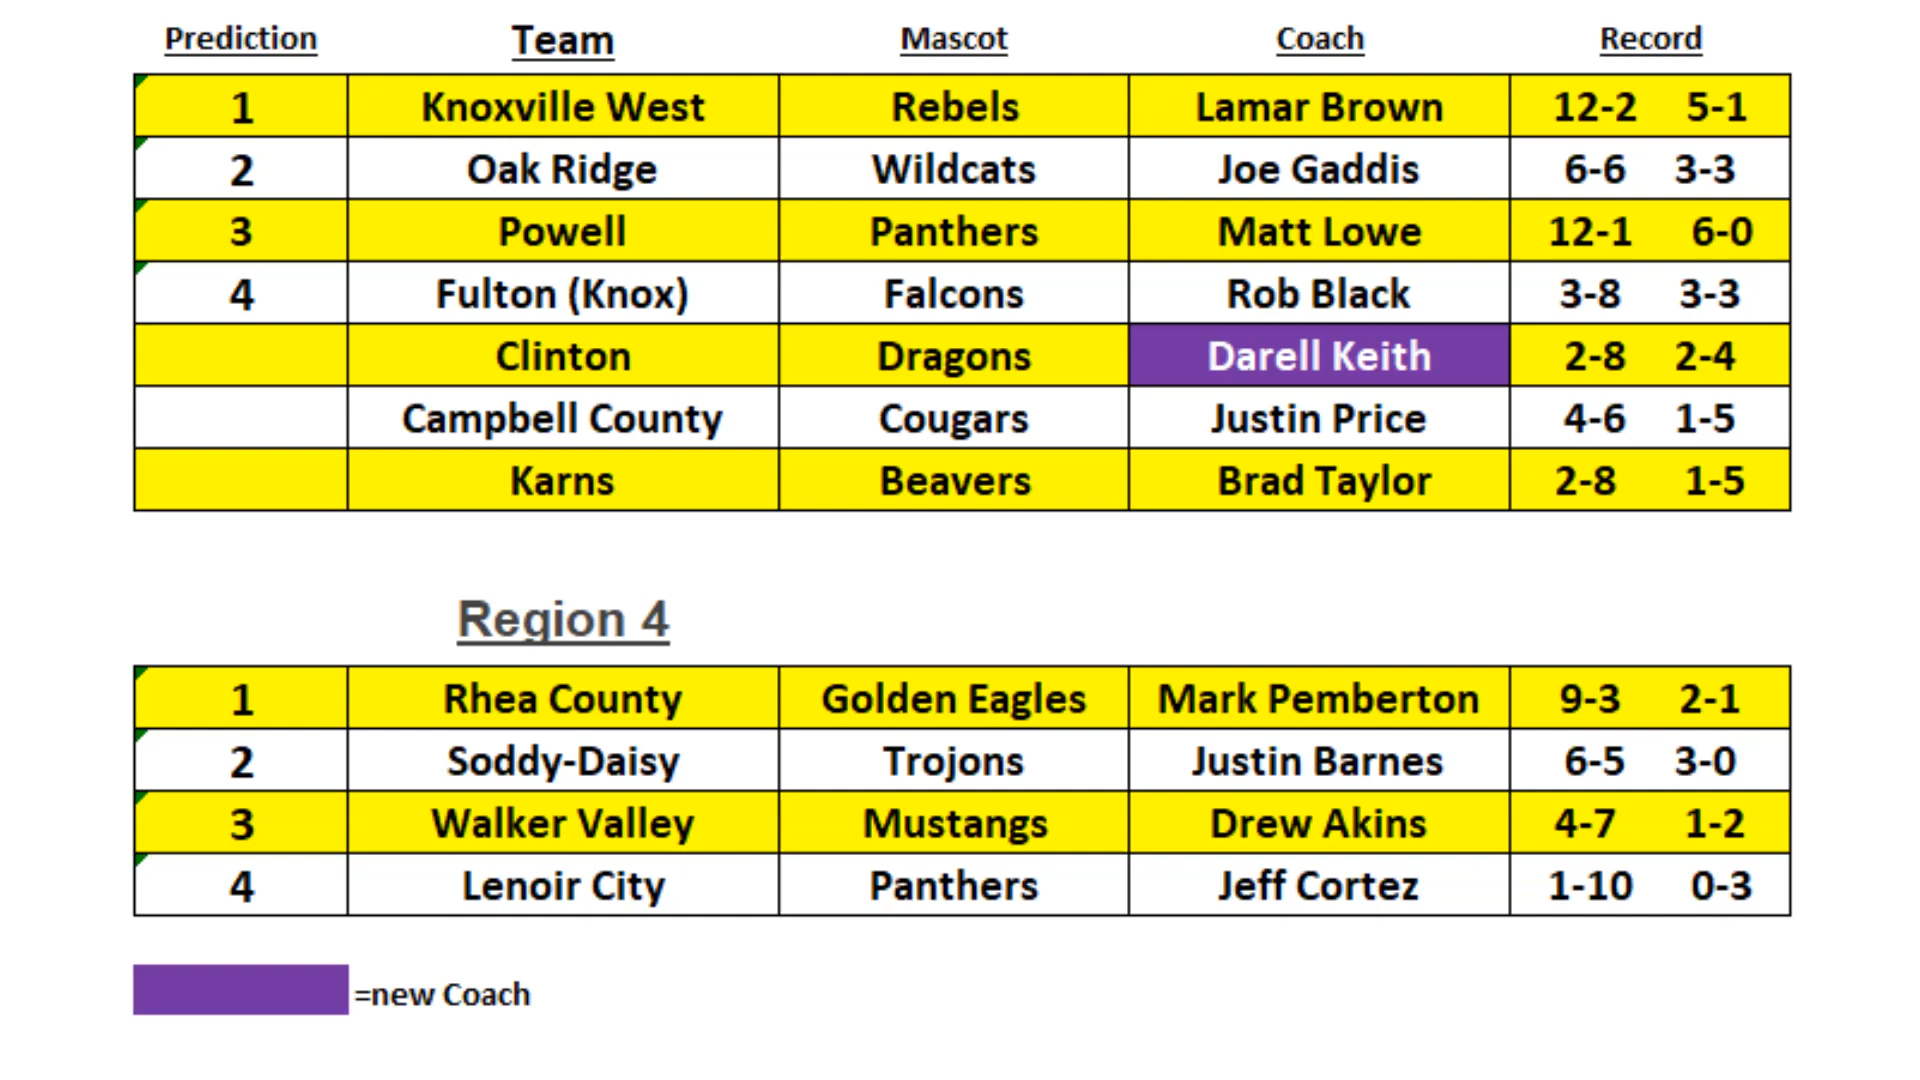 Prediction Team Mascot Coach Record
1 Knoxville West Rebels Lamar Brown 12-2 5-1
2 Oak Ridge Wildcats Joe Gaddis 6-6 3-3
3 Powell Panthers Matt Lowe 12-1 6-0
4 Fulton (Knox) Falcons Rob Black 3-8 3-3
Clinton Dragons Darell Keith 2-8 2-4
Campbell County Cougars Justin Price 4-6 1-5
Karns Beavers Brad Taylor 2-8 1-5
Region 4
1 Rhea County Golden Eagles Mark Pemberton 9-3 2-1
2 Soddy-Daisy Trojons Justin Barnes 6-5 3-0
3 Walker Valley Mustangs Drew Akins 4-7 1-2
4 Lenoir City Panthers Jeff Cortez 1-10 0-3
=new Coach